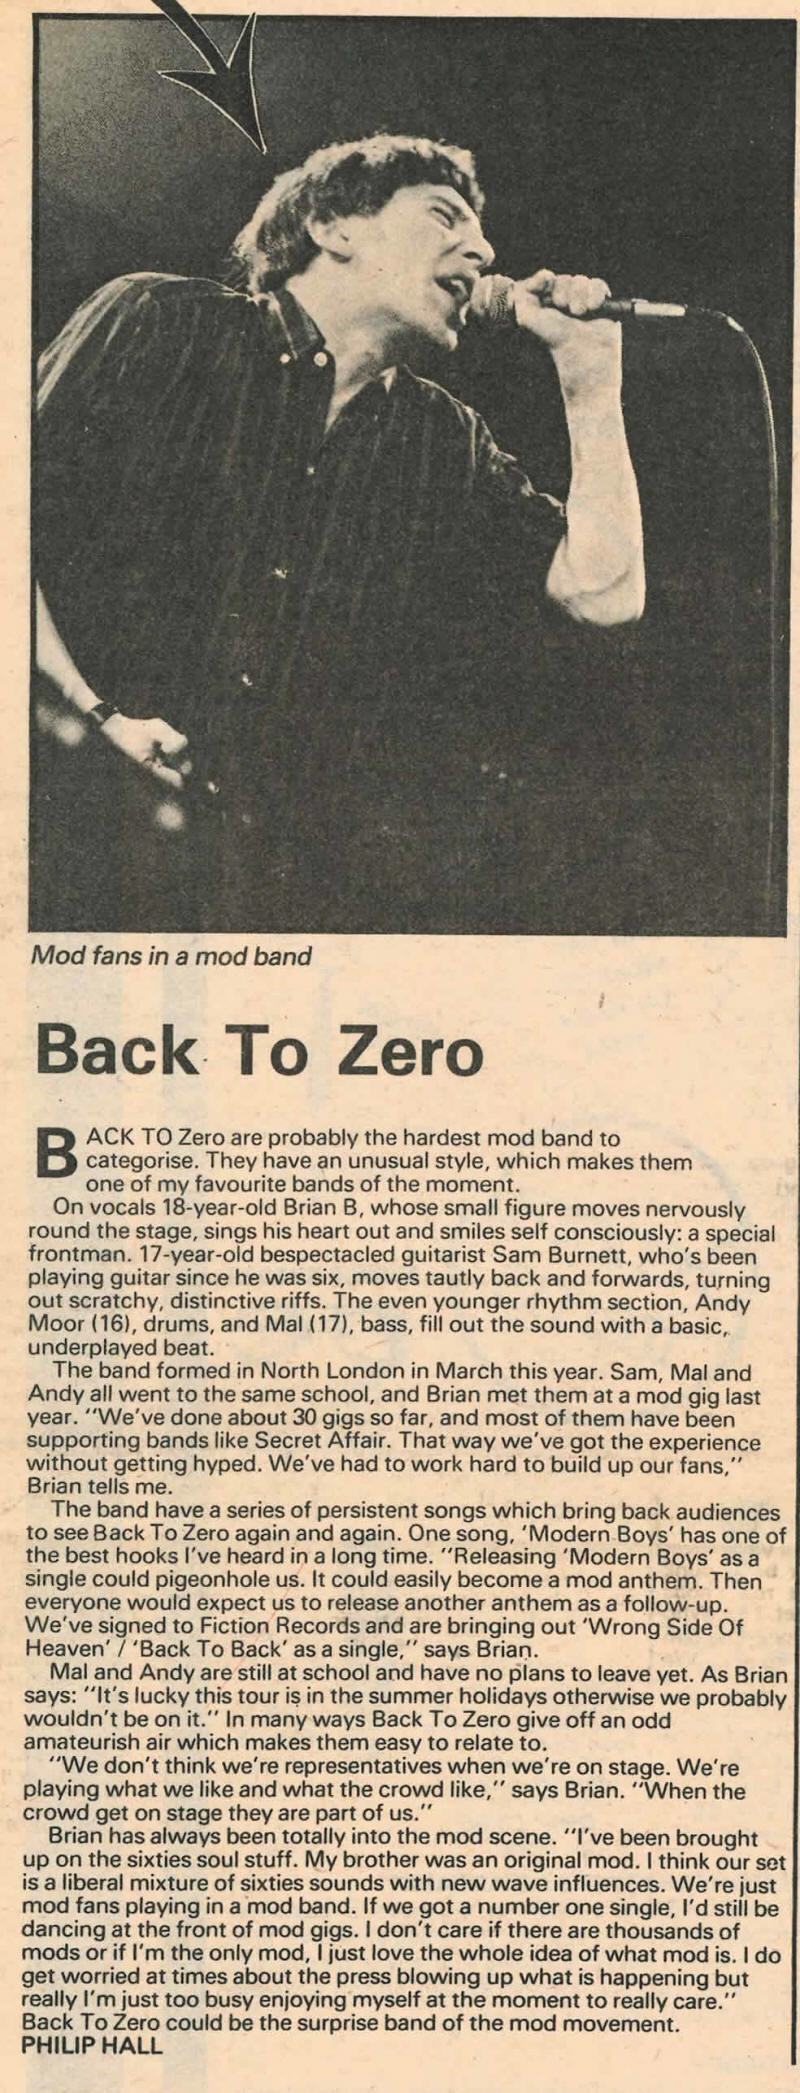 Mod fans in a mod band
Back To Zero
BACK TO Zero are probably the hardest mod band to
categorise. They have an unusual style, which makes them
one of my favourite bands of the moment.
On vocals 18-year-old Brian B, whose small figure moves nervously
round the stage, sings his heart out and smiles self consciously: a special
frontman. 17-year-old bespectacled guitarist Sam Burnett, who's been
playing guitar since he was six, moves tautly back and forwards, turning
out scratchy, distinctive riffs. The even younger rhythm section, Andy
Moor (16), drums, and Mal (17), bass, fill out the sound with a basic,
underplayed beat.
The band formed in North London in March this year. Sam, Mal and
Andy all went to the same school, and Brian met them at a mod gig last
year. "We've done about 30 gigs so far, and most of them have been
supporting bands like Secret Affair. That way we've got the experience
without getting hyped. We've had to work hard to build up our fans,"
Brian tells me.
The band have a series of persistent songs which bring back audiences
to see Back To Zero again and again. One song, 'Modern Boys' has one of
the best hooks I've heard in a long time. "Releasing 'Modern Boys' as a
single could pigeonhole us. It could easily become a mod anthem. Then
everyone would expect us to release another anthem as a follow-up.
We've signed to Fiction Records and are bringing out 'Wrong Side Of
Heaven' / 'Back To Back' as a single," says Brian.
Mal and Andy are still at school and have no plans to leave yet. As Brian
says: "It's lucky this tour is in the summer holidays otherwise we probably
wouldn't be on it." In many ways Back To Zero give off an odd
amateurish air which makes them easy to relate to.
"We don't think we're representatives when we're on stage. We're
playing what we like and what the crowd like," says Brian. "When the
crowd get on stage they are part of us."
Brian has always been totally into the mod scene. "I've been brought
up on the sixties soul stuff. My brother was an original mod. I think our set
is a liberal mixture of sixties sounds with new wave influences. We're just
mod fans playing in a mod band. If we got a number one single, I'd still be
dancing at the front of mod gigs. I don't care if there are thousands of
mods or if I'm the only mod, I just love the whole idea of what mod is. I do
get worried at times about the press blowing up what is happening but
really I'm just too busy enjoying myself at the moment to really care."
Back To Zero could be the surprise band of the mod movement.
PHILIP HALL